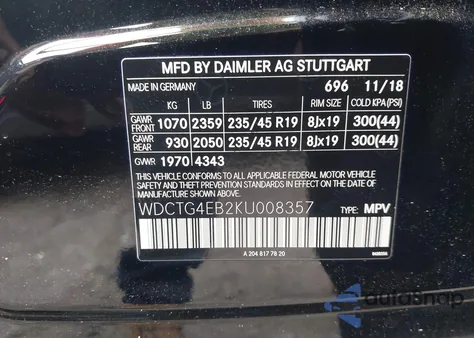 MFD BY DAIMLER AG STUTTGART
MADE IN GERMANY 696 11/18
KG LB TIRES RIM SIZE COLD KPA(PSI)
GAWR FRONT 1070 2359 235/45 R19 8Jx19 300(44)
GAWR REAR 930 2050 235/45 R19 8Jx19 300(44)
GWR 1970 4343
THIS VEHICLE CONFORMS TO ALL APPLICABLE FEDERAL MOTOR
VEHICLE SAFETY AND THEFT PREVENTION STANDARDS IN EFFECT ON THE DATE OF
MANUFACTURE SHOWN ABOVE.
WDCTG4EB2KU008357 TYPE: MPV
A 204 817 78 20
autosnap